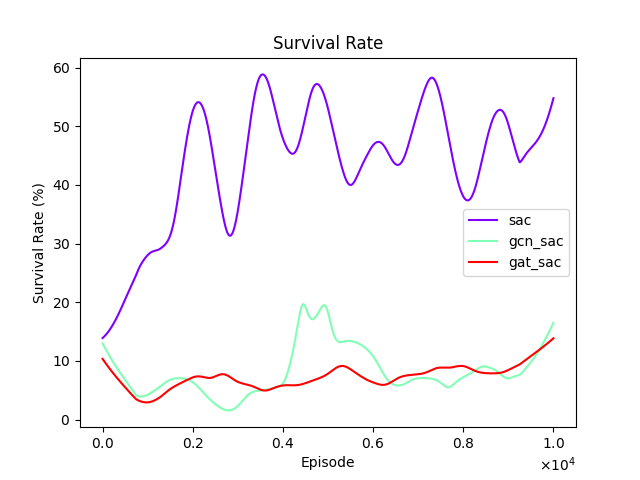 Survival Rate
Survival Rate (%)
60
50
40
30
20
10
0
sac
gcn_sac
gat_sac
0.0
0.2
0.4
0.6
0.8
1.0
Episode
×10⁴